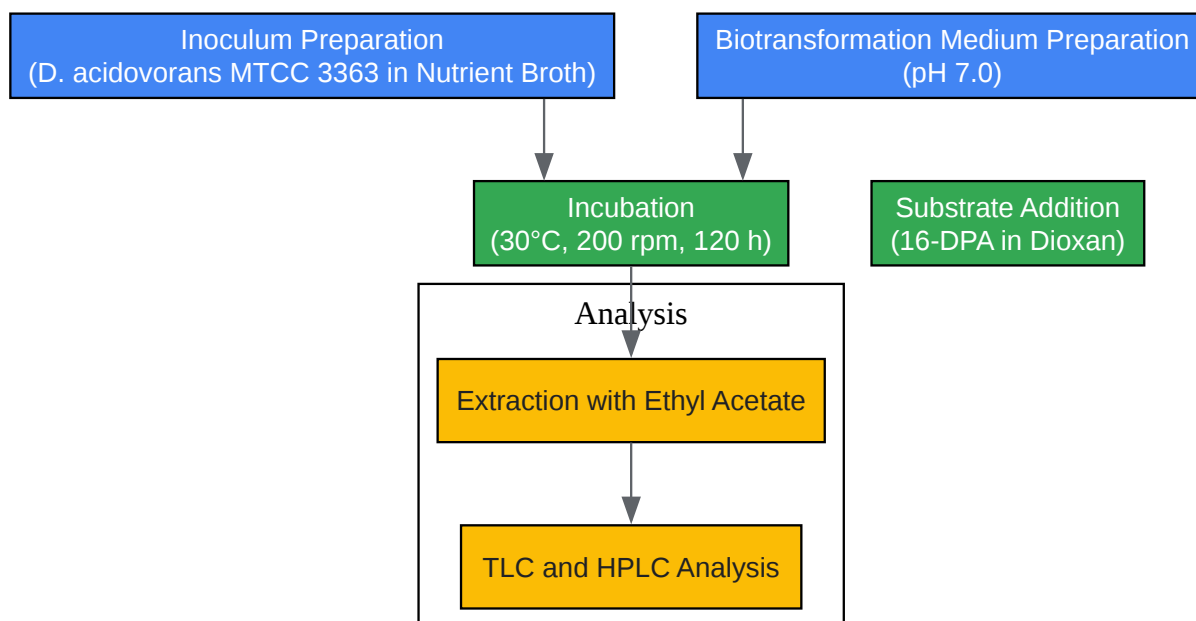 Inoculum Preparation
(D. acidovorans MTCC 3363 in Nutrient Broth)
Biotransformation Medium Preparation
(pH 7.0)
Incubation
(30°C, 200 rpm, 120 h)
Substrate Addition
(16-DPA in Dioxan)
Analysis
Extraction with Ethyl Acetate
TLC and HPLC Analysis